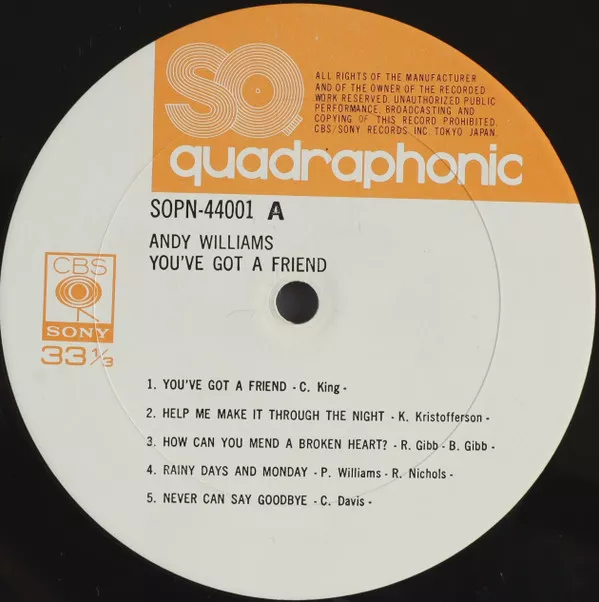 SQ
ALL RIGHTS OF THE MANUFACTURER
AND OF THE OWNER OF THE RECORDED
WORK RESERVED. UNAUTHORIZED PUBLIC
PERFORMANCE, BROADCASTING AND
COPYING OF THIS RECORD PROHIBITED.
CBS/SONY RECORDS INC. TOKYO JAPAN.
quadraphonic
SOPN-44001 A
ANDY WILLIAMS
YOU'VE GOT A FRIEND
CBS
SONY
33 1/3
1. YOU'VE GOT A FRIEND - C. King -
2. HELP ME MAKE IT THROUGH THE NIGHT - K. Kristofferson -
3. HOW CAN YOU MEND A BROKEN HEART? - R. Gibb - B. Gibb -
4. RAINY DAYS AND MONDAY - P. Williams - R. Nichols -
5. NEVER CAN SAY GOODBYE - C. Davis -